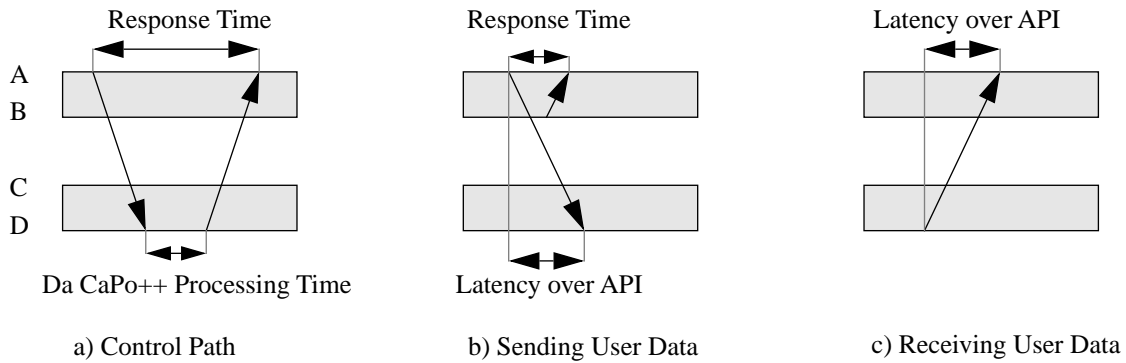 Response Time
Response Time
Latency over API
A
B
C
D
Da CaPo++ Processing Time
Latency over API
a) Control Path
b) Sending User Data
c) Receiving User Data